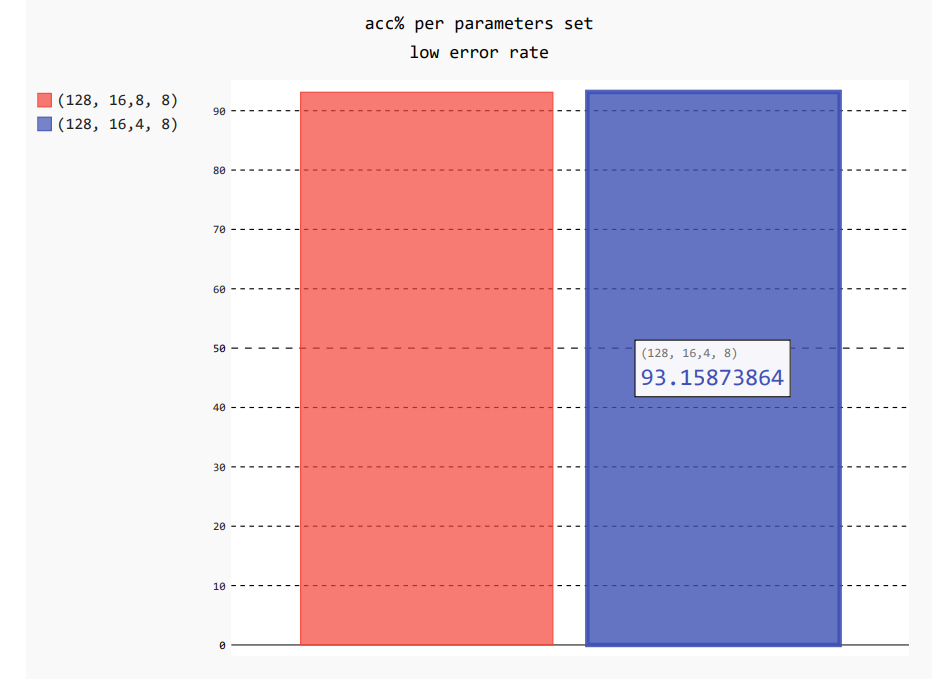 acc% per parameters set
low error rate
(128, 16,8, 8)
(128, 16,4, 8)
90
80
70
60
50
40
30
20
10
0
(128, 16,4, 8)
93.15873864